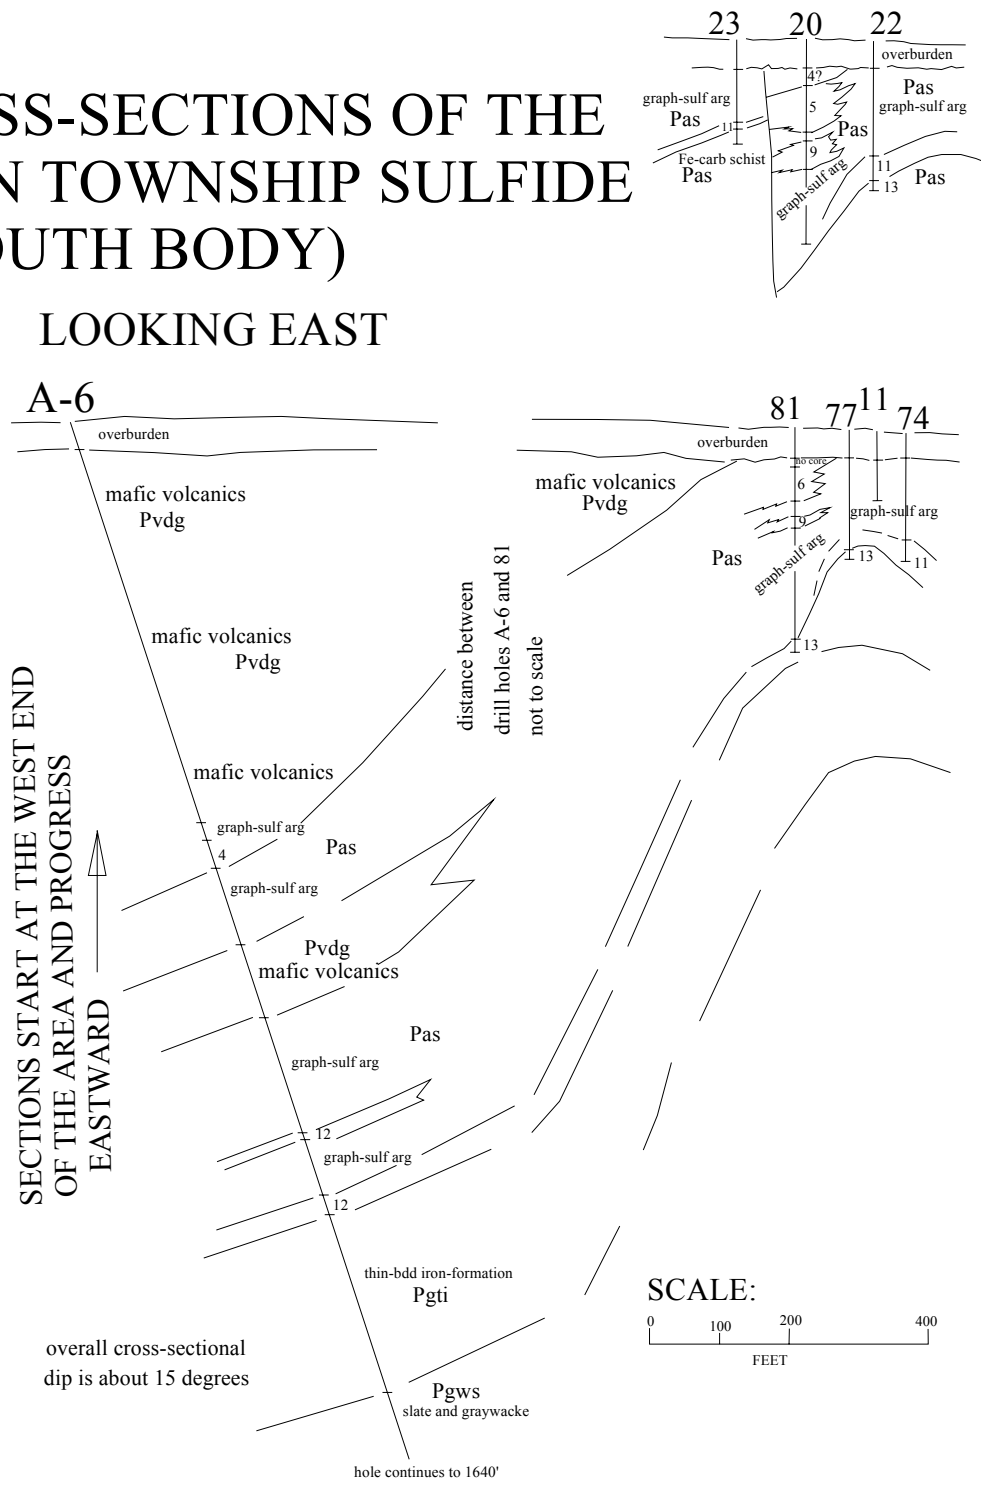 SS-SECTIONS OF THE
N TOWNSHIP SULFIDE
OUTH BODY)
LOOKING EAST
23
20
22
overburden
4?
graph-sulf arg
Pas
5
Pas
graph-sulf arg
Pas
11
9
Fe-carb schist
Pas
graph-sulf arg
11
13
Pas
A-6
overburden
mafic volcanics
Pvdg
mafic volcanics
Pvdg
mafic volcanics
graph-sulf arg
4
Pas
graph-sulf arg
Pvdg
mafic volcanics
Pas
graph-sulf arg
12
graph-sulf arg
12
thin-bdd iron-formation
Pgti
Pgws
slate and graywacke
hole continues to 1640'
81
77
11
74
overburden
no core
mafic volcanics
Pvdg
6
9
graph-sulf arg
Pas
graph-sulf arg
13
11
13
distance between
drill holes A-6 and 81
not to scale
SECTIONS START AT THE WEST END
OF THE AREA AND PROGRESS
EASTWARD
overall cross-sectional
dip is about 15 degrees
SCALE:
0 100 200 400
FEET